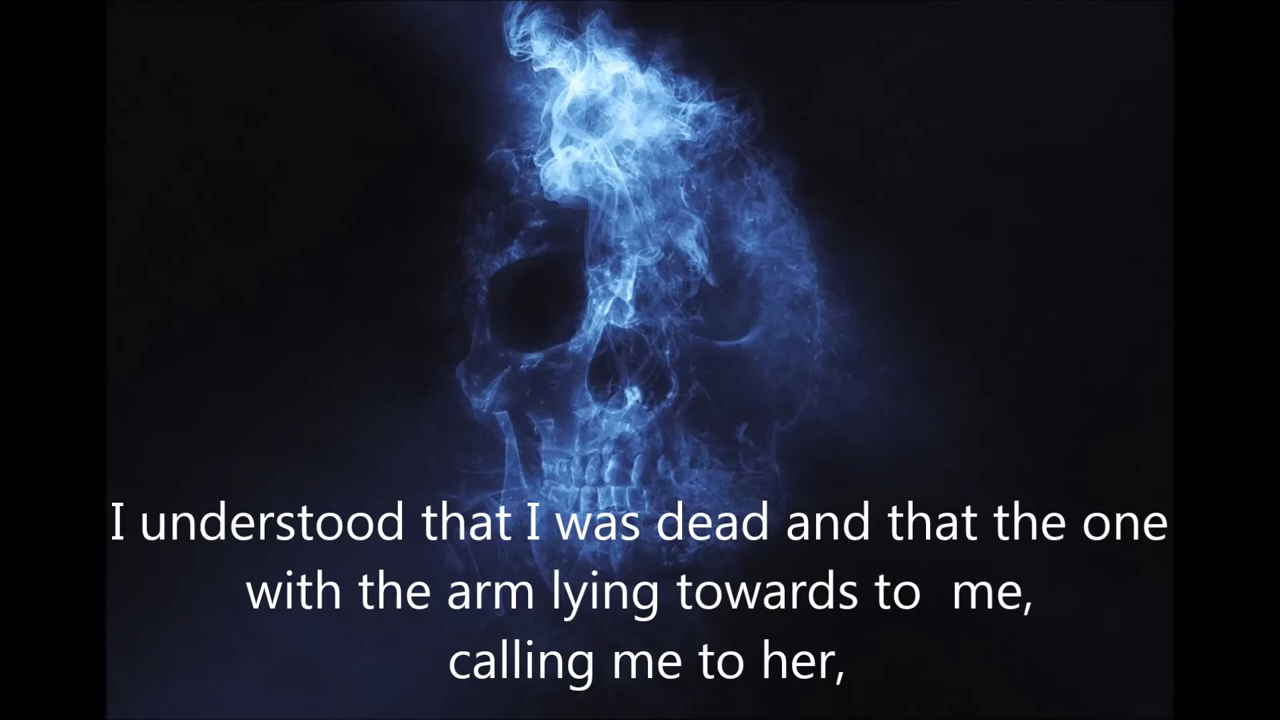 I understood that I was dead and that the one
with the arm lying towards to  me,
calling me to her,